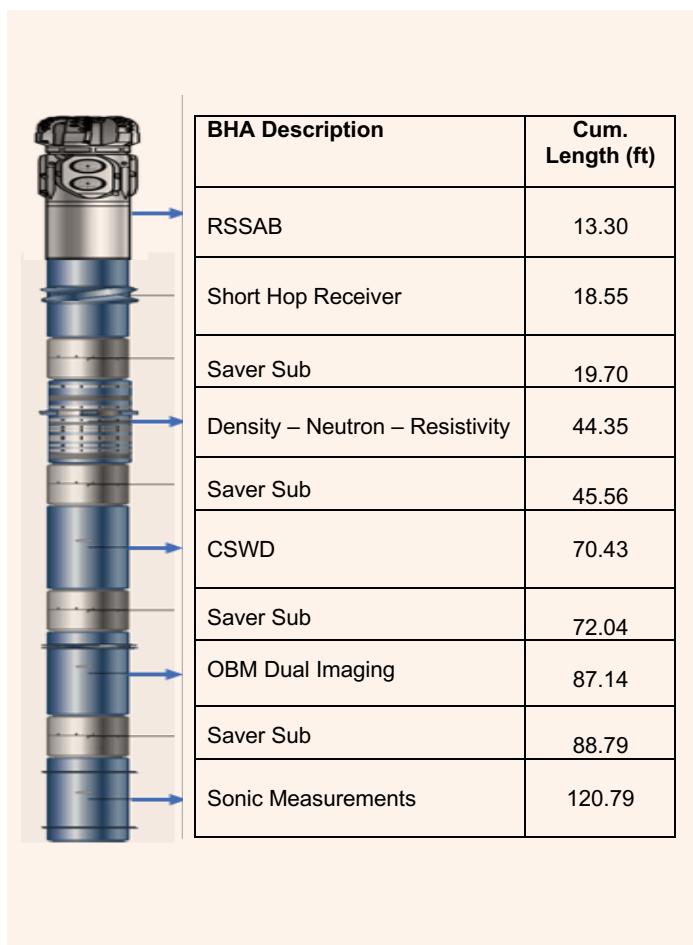 BHA Description Cum. Length (ft)
RSSAB 13.30
Short Hop Receiver 18.55
Saver Sub 19.70
Density – Neutron – Resistivity 44.35
Saver Sub 45.56
CSWD 70.43
Saver Sub 72.04
OBM Dual Imaging 87.14
Saver Sub 88.79
Sonic Measurements 120.79